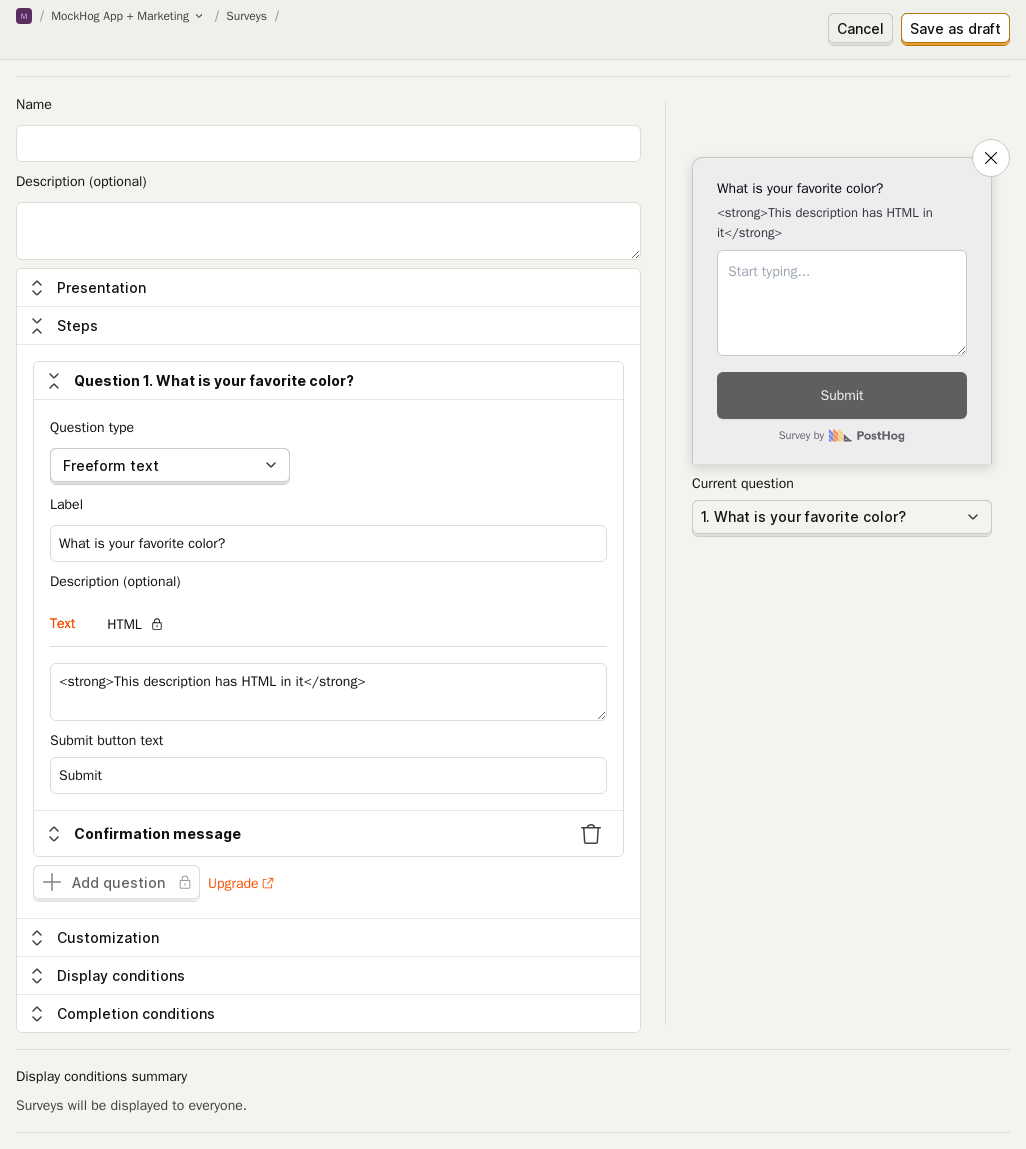 M / MockHog App + Marketing / Surveys /
Cancel
Save as draft
Name
Description (optional)
Presentation
Steps
Question 1. What is your favorite color?
Question type
Freeform text
Label
What is your favorite color?
Description (optional)
Text
HTML
<strong>This description has HTML in it</strong>
Submit button text
Submit
Confirmation message
Add question
Upgrade
Customization
Display conditions
Completion conditions
What is your favorite color?
<strong>This description has HTML in
it</strong>
Start typing...
Submit
Survey by PostHog
Current question
1. What is your favorite color?
Display conditions summary
Surveys will be displayed to everyone.